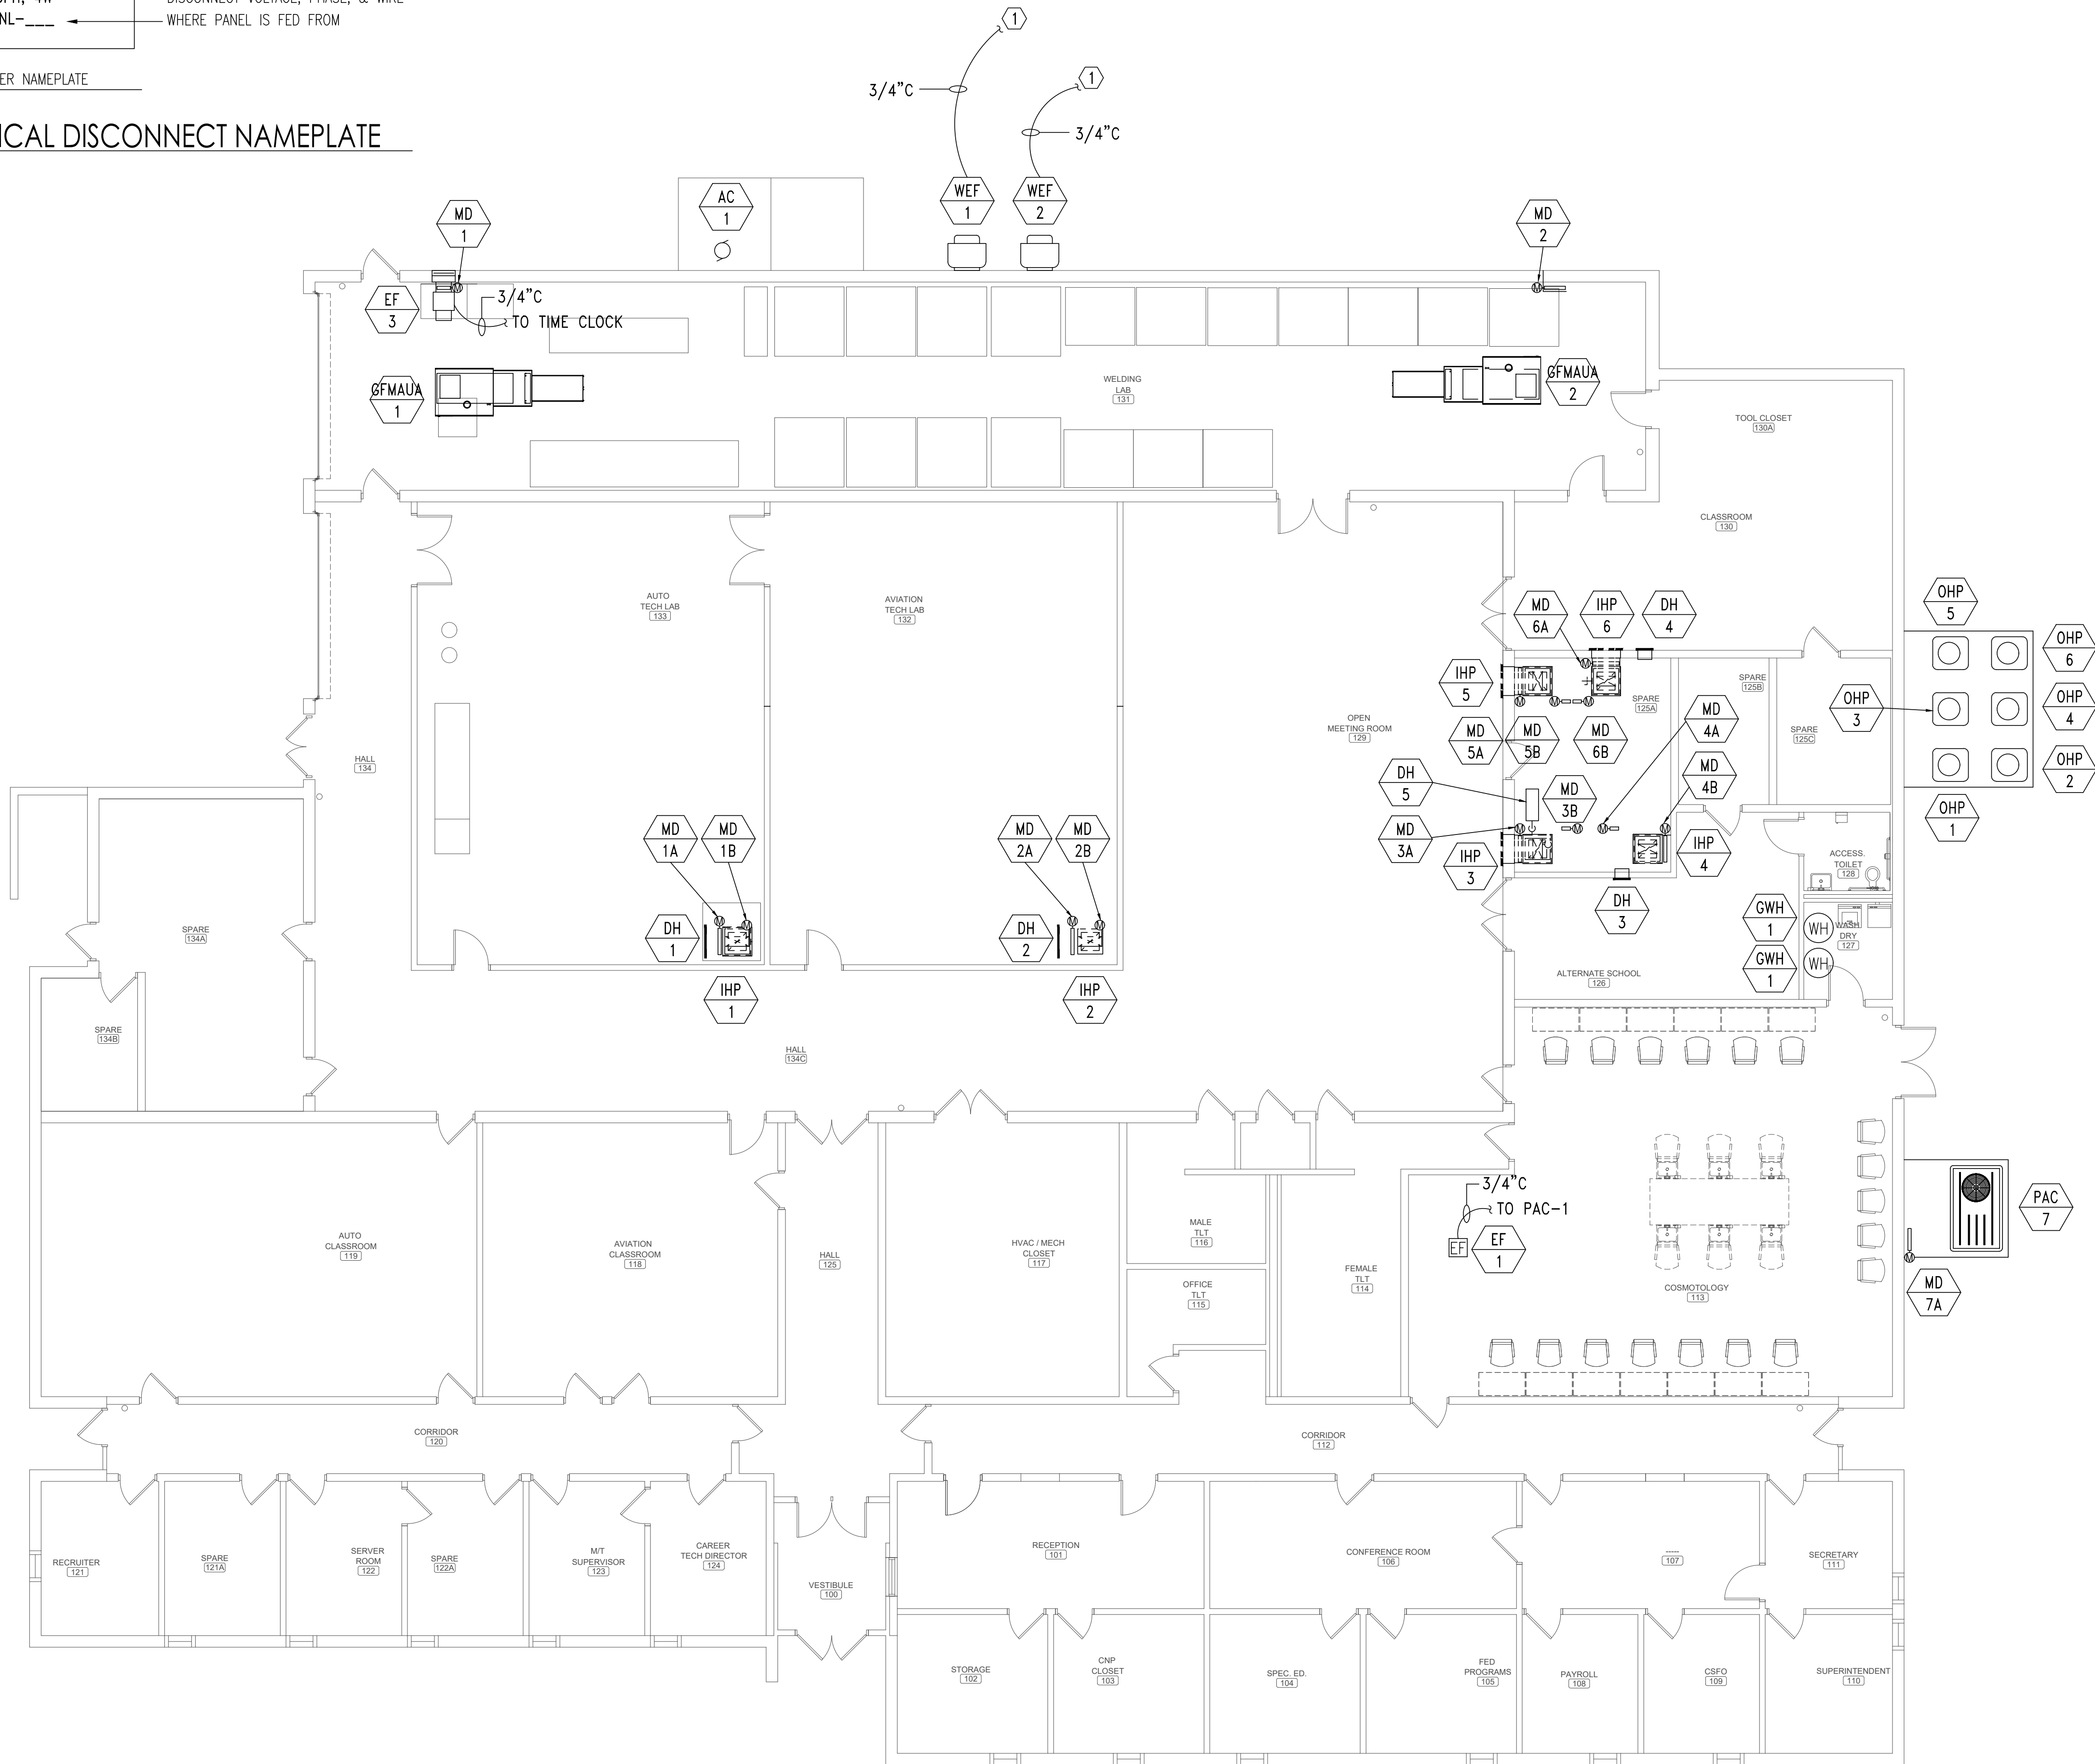 3PH, 4W
DISCONNECT VOLTAGE, PHASE, & WIRE
NL-___
WHERE PANEL IS FED FROM
ER NAMEPLATE
ICAL DISCONNECT NAMEPLATE
1
3/4"C
1
3/4"C
AC
1
WEF
1
WEF
2
MD
1
MD
2
EF
3
3/4"C
TO TIME CLOCK
GFMAUA
1
WELDING
LAB
131
GFMAUA
2
TOOL CLOSET
130A
CLASSROOM
130
AUTO
TECH LAB
133
AVIATION
TECH LAB
132
MD
6A
IHP
6
DH
4
OHP
5
OHP
6
IHP
5
SPARE
125A
SPARE
125B
OHP
3
OHP
4
MD
4A
OPEN
MEETING ROOM
129
MD
5A
MD
5B
MD
6B
SPARE
125C
HALL
134
DH
5
MD
3B
MD
4B
OHP
2
OHP
1
MD
1A
MD
1B
MD
2A
MD
2B
MD
3A
IHP
3
IHP
4
ACCESS.
TOILET
128
DH
3
GWH
1
WH
WASH
DRY
127
SPARE
134A
DH
1
DH
2
GWH
1
WH
IHP
1
IHP
2
ALTERNATE SCHOOL
126
SPARE
134B
HALL
134C
3/4"C
TO PAC-1
EF
EF
1
PAC
7
MD
7A
AUTO
CLASSROOM
119
AVIATION
CLASSROOM
118
HALL
125
HVAC / MECH
CLOSET
117
MALE
TLT
116
OFFICE
TLT
115
FEMALE
TLT
114
COSMOTOLOGY
113
CORRIDOR
120
CORRIDOR
112
RECRUITER
121
SPARE
121A
SERVER
ROOM
122
SPARE
122A
M/T
SUPERVISOR
123
CAREER
TECH DIRECTOR
124
VESTIBULE
100
RECEPTION
101
CONFERENCE ROOM
106
-----
107
SECRETARY
111
STORAGE
102
CNP
CLOSET
103
SPEC. ED.
104
FED
PROGRAMS
105
PAYROLL
108
CSFO
109
SUPERINTENDENT
110